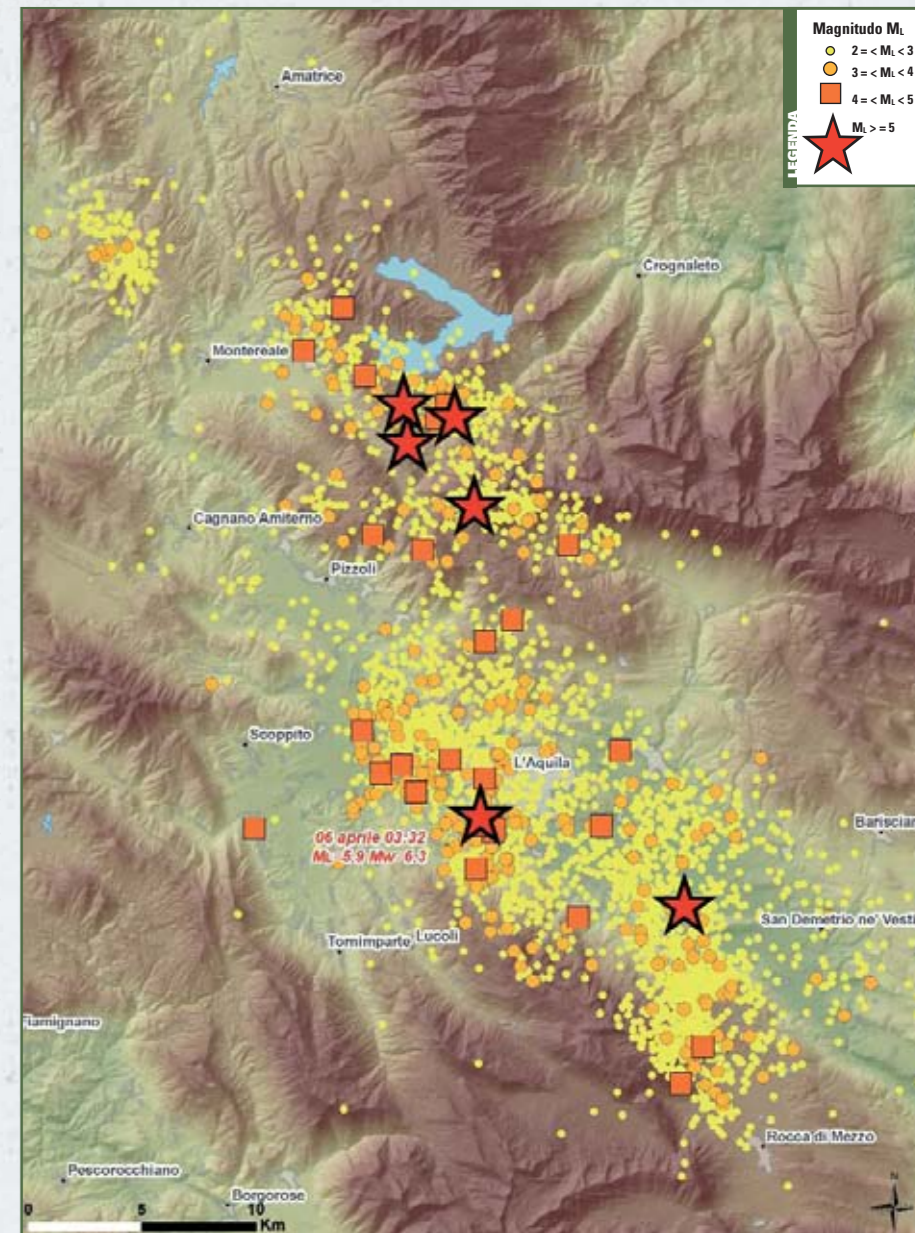 Magnitudo ML
2 = < ML < 3
3 = < ML < 4
4 = < ML < 5
ML > = 5
LEGENDA
Amatrice
Crognaleto
Montereale
Cagnano Amiterno
Pizzoli
Scoppito
L'Aquila
06 aprile 03:32
ML 5.9 Mw 6.3
Bariscian
San Demetrio ne' Vesti
Tornimparte
Lucoli
Fiamignano
Rocca di Mezzo
Pescorocchiano
Borgorose
0 5 10
Km
N